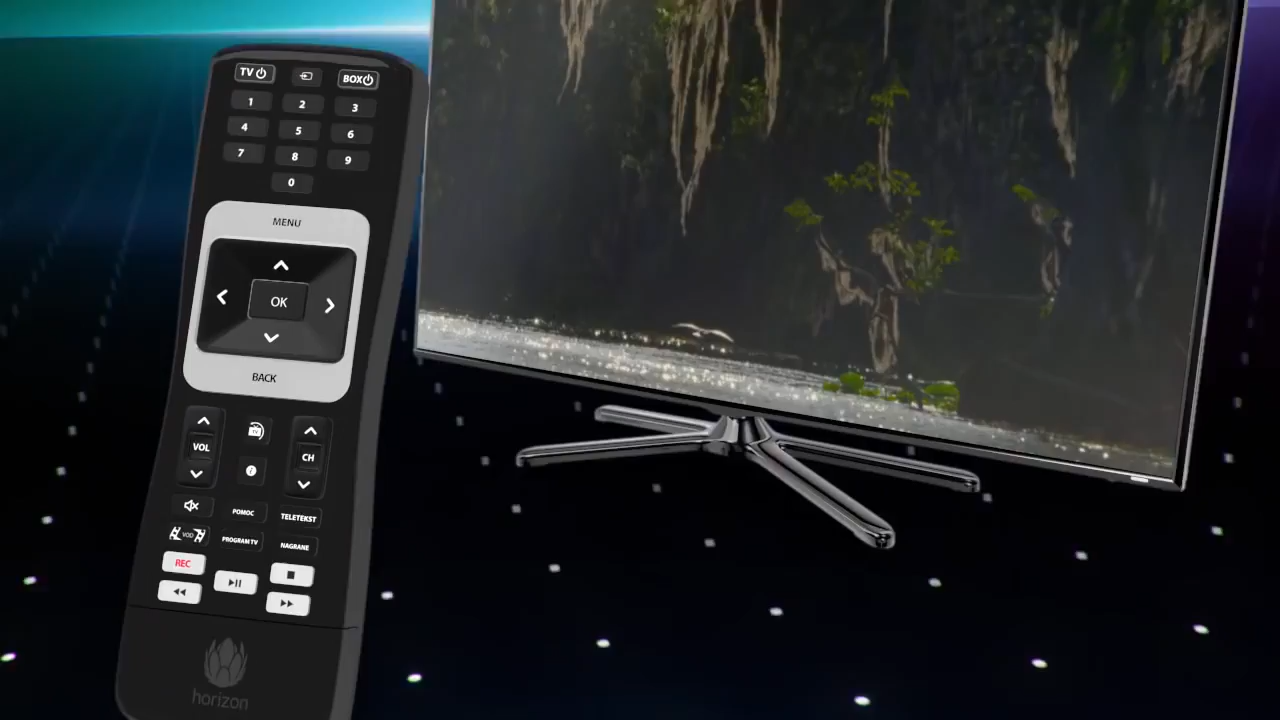 TV BOX
1 2 3
4 5 6
7 8 9
0
MENU
OK
BACK
VOL TV CH
POMOC TELETEKST
VOD PROGRAM TV NAGRANE
REC
horizon